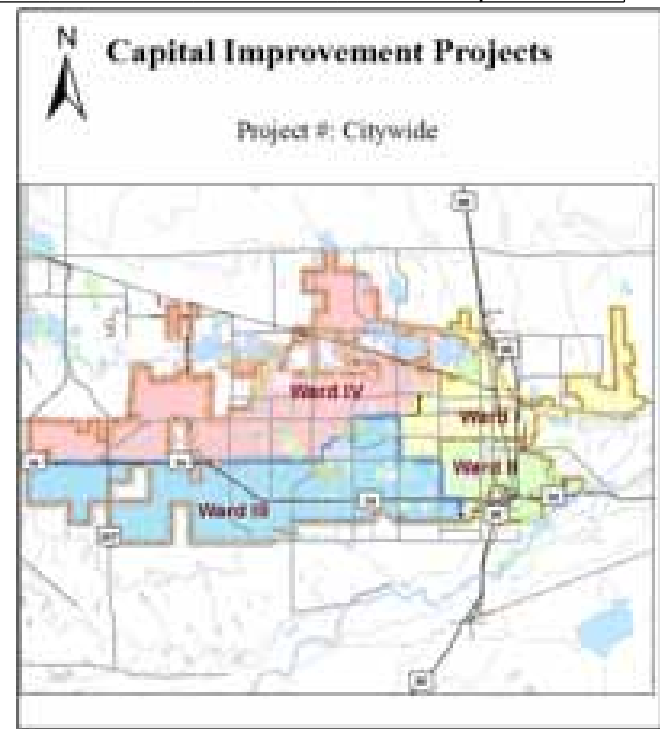 N
Capital Improvement Projects
Project #: Citywide
Ward IV
Ward I
Ward II
Ward III